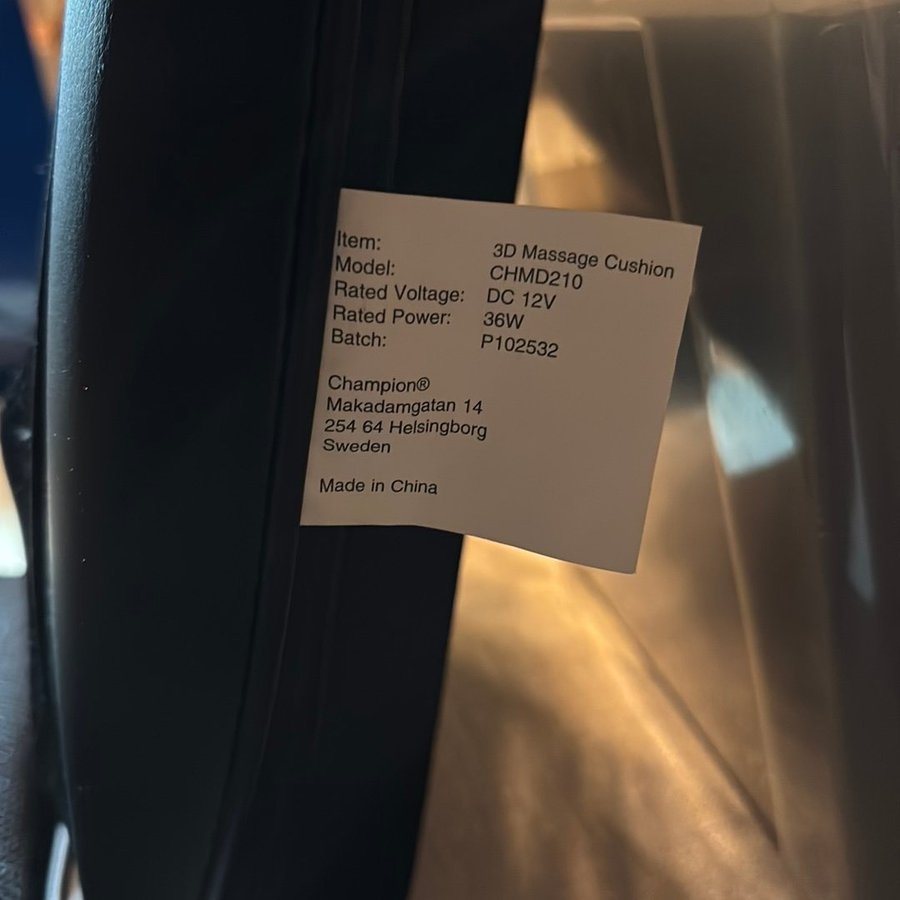 Item: 3D Massage Cushion
Model: CHMD210
Rated Voltage: DC 12V
Rated Power: 36W
Batch: P102532
Champion®
Makadamgatan 14
254 64 Helsingborg
Sweden
Made in China